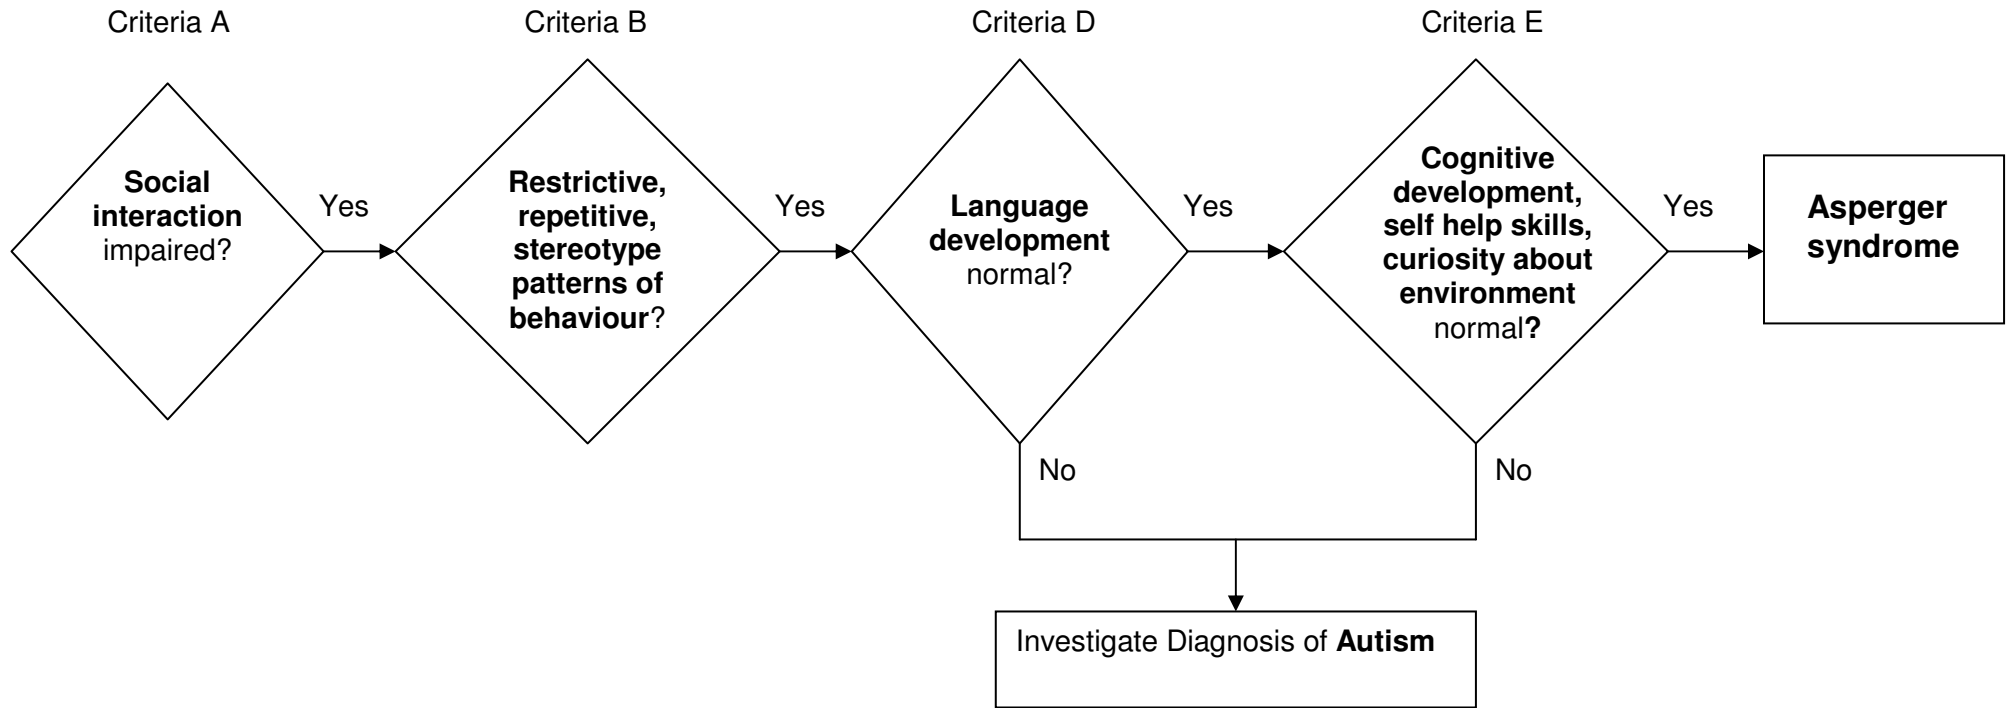 Criteria A
Criteria B
Criteria D
Criteria E
Social
interaction
impaired?
Yes
Restrictive,
repetitive,
stereotype
patterns of
behaviour?
Yes
Language
development
normal?
Yes
Cognitive
development,
self help skills,
curiosity about
environment
normal?
Yes
Asperger
syndrome
No
No
Investigate Diagnosis of Autism